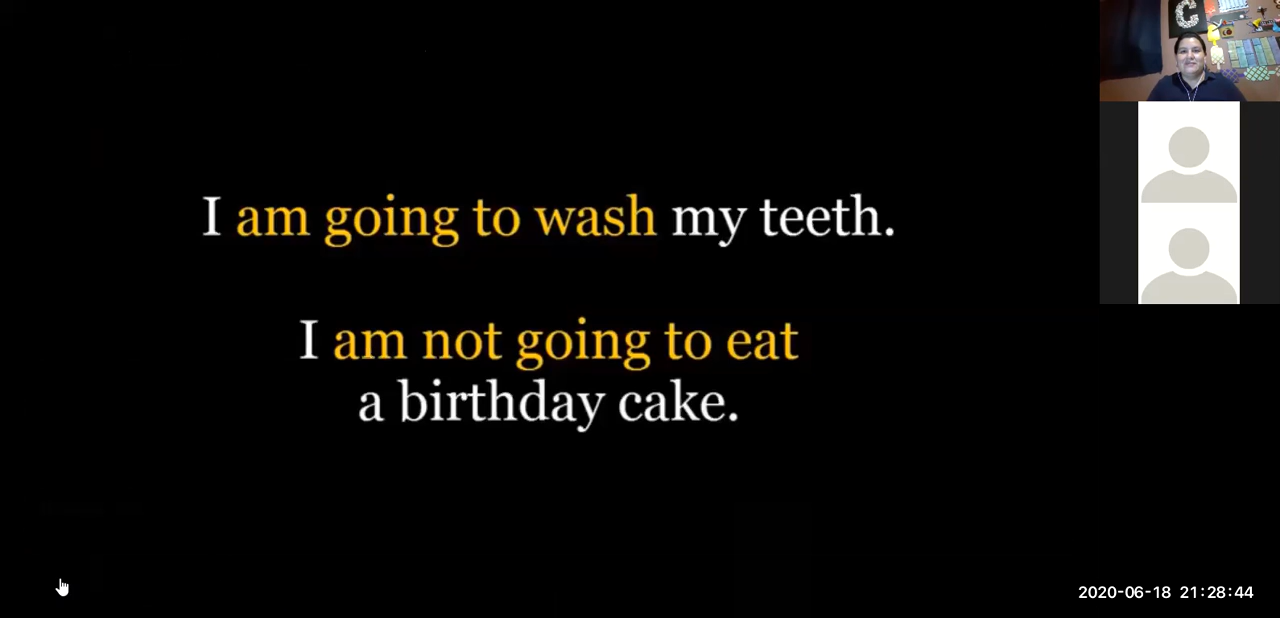 I am going to wash my teeth.
I am not going to eat
a birthday cake.
C
2020-06-18 21:28:44